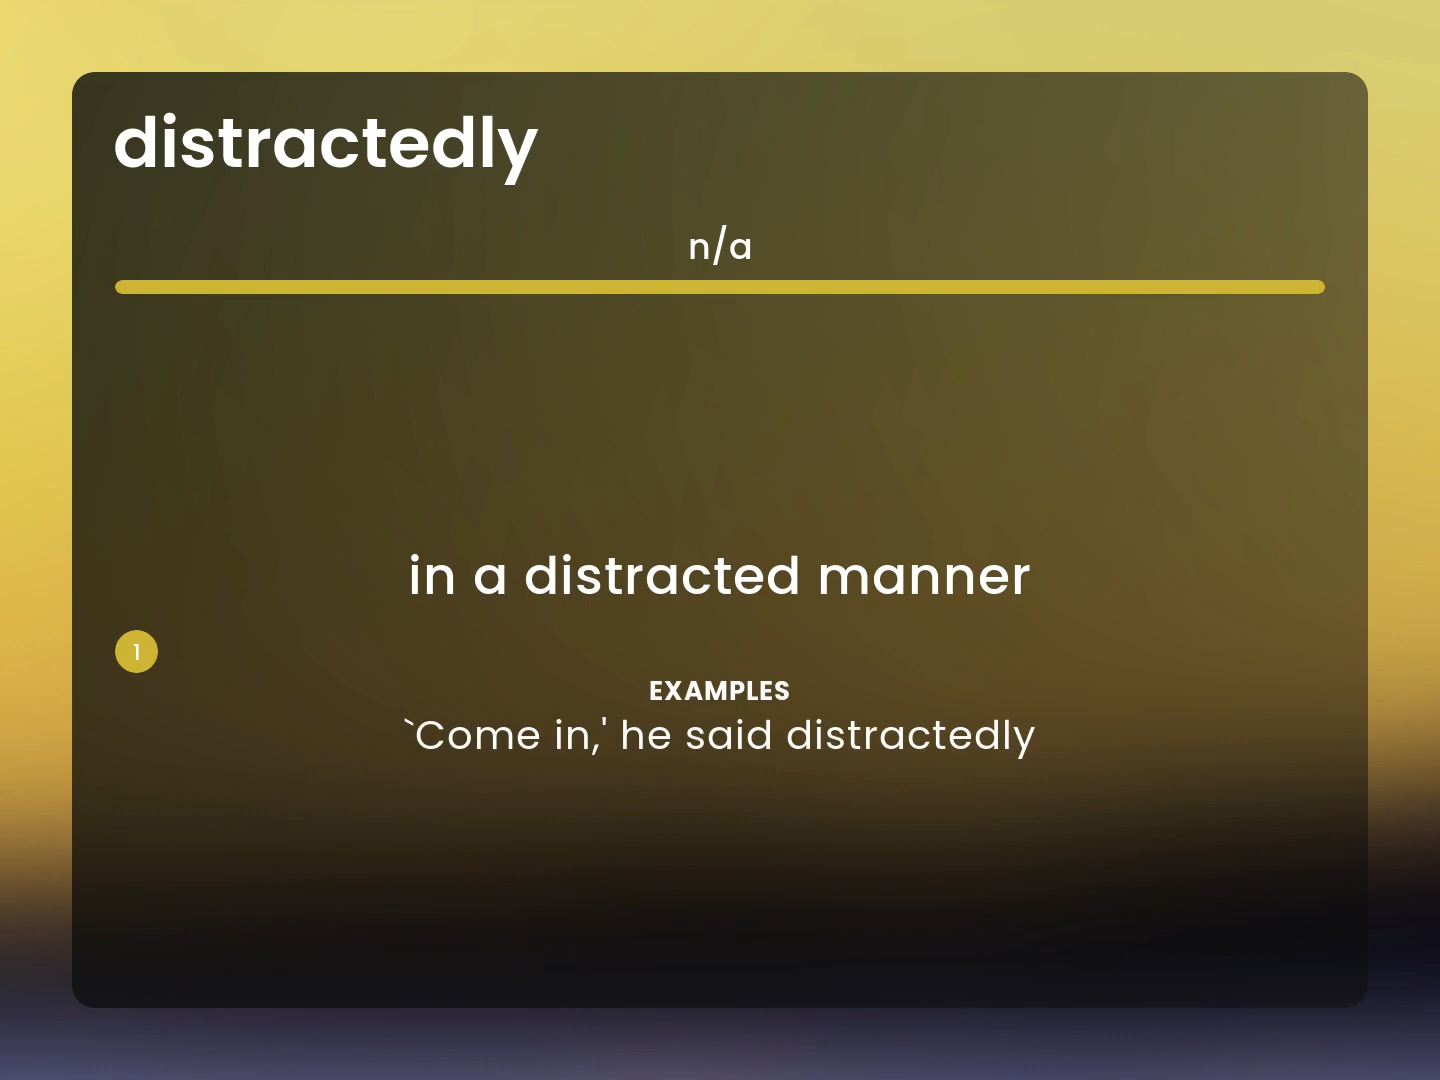 distractedly
n/a
in a distracted manner
1
EXAMPLES
`Come in,' he said distractedly